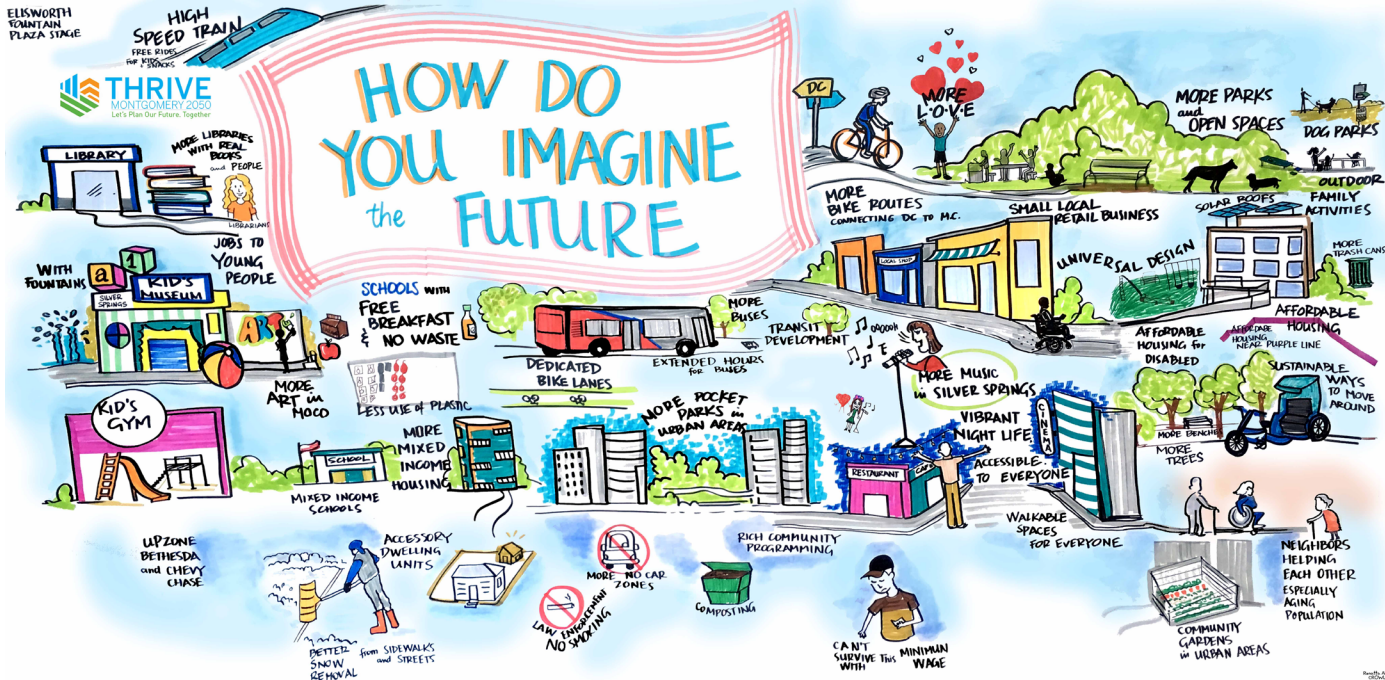 ELLSWORTH
FOUNTAIN
PLAZA STAGE
HIGH
SPEED TRAIN
FREE RIDES
FOR KIDS
& SNACKS
THRIVE
MONTGOMERY 2050
Let's Plan Our Future. Together
HOW DO
YOU IMAGINE
the FUTURE
LIBRARY
MORE LIBRARIES
WITH REAL
BOOKS
and PEOPLE
LIBRARIANS
JOBS TO
YOUNG
PEOPLE
WITH
FOUNTAINS
a
1
KID'S
MUSEUM
SILVER
SPRINGS
ART
MORE
ART in
MOCO
SCHOOLS WITH
FREE
BREAKFAST
& NO WASTE
LESS USE OF PLASTIC
DC
MORE
L.O.V.E
MORE
BIKE ROUTES
CONNECTING DC TO M.C.
MORE PARKS
and
OPEN SPACES
DOG PARKS
OUTDOOR
FAMILY
ACTIVITIES
SMALL LOCAL
RETAIL BUSINESS
LOCAL SHOP
UNIVERSAL DESIGN
SOLAR ROOFS
MORE
TRASH CANS
AFFORDABLE
HOUSING
AFFORDABE
HOUSING
NEAR PURPLE LINE
AFFORDABLE
HOUSING for
DISABLED
MORE
BUSES
EXTENDED HOURS
for BUSES
DEDICATED
BIKE LANES
TRANSIT
DEVELOPMENT
MORE MUSIC
in SILVER SPRINGS
KID'S
GYM
SCHOOL
MIXED INCOME
SCHOOLS
MORE
MIXED
INCOME
HOUSING
MORE POCKET
PARKS in
URBAN AREAS
RESTAURANT
CAFE
VIBRANT
NIGHT LIFE
ACCESSIBLE
TO EVERYONE
CINEMA
WALKABLE
SPACES
FOR EVERYONE
SUSTAINABLE
WAYS
TO MOVE
AROUND
MORE BENCHES
MORE
TREES
UPZONE
BETHESDA
and CHEVY
CHASE
BETTER
SNOW
REMOVAL
from SIDEWALKS
and STREETS
ACCESSORY
DWELLING
UNITS
MORE NO CAR
ZONES
LAW ENFORCEMENT
NO SMOKING
COMPOSTING
RICH COMMUNITY
PROGRAMMING
CAN'T
SURVIVE This MINIMUN
WITH WAGE
COMMUNITY
GARDENS
in URBAN AREAS
NEIGHBORS
HELPING
EACH OTHER
ESPECIALLY
AGING
POPULATION